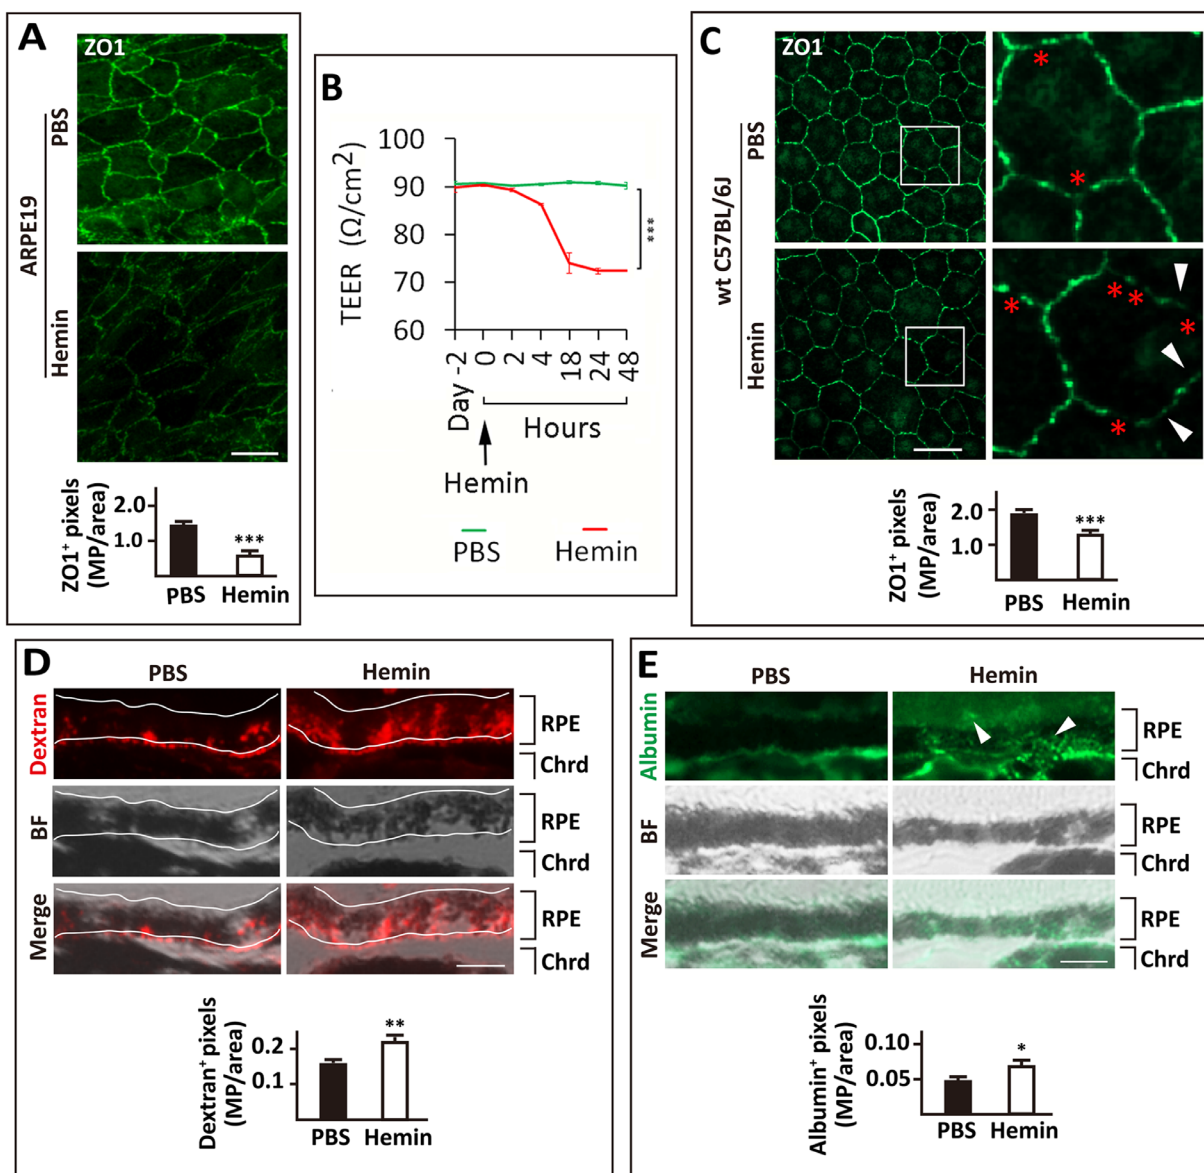 A
ZO1
ARPE19
PBS
Hemin
ZO1+ pixels
(MP/area)
2.0
1.0
***
PBS
Hemin
B
TEER (Ω/cm2)
100
90
80
70
60
***
Day -2
0
2
4
18
24
48
Hours
Hemin
PBS
Hemin
C
ZO1
wt C57BL/6J
PBS
Hemin
*
*
*
* *
*
*
ZO1+ pixels
(MP/area)
2.0
1.0
***
PBS
Hemin
D
PBS
Hemin
Dextran
RPE
Chrd
BF
RPE
Chrd
Merge
RPE
Chrd
Dextran+ pixels
(MP/area)
0.2
0.1
**
PBS
Hemin
E
PBS
Hemin
Albumin
RPE
Chrd
BF
RPE
Chrd
Merge
RPE
Chrd
Albumin+ pixels
(MP/area)
0.10
0.05
*
PBS
Hemin